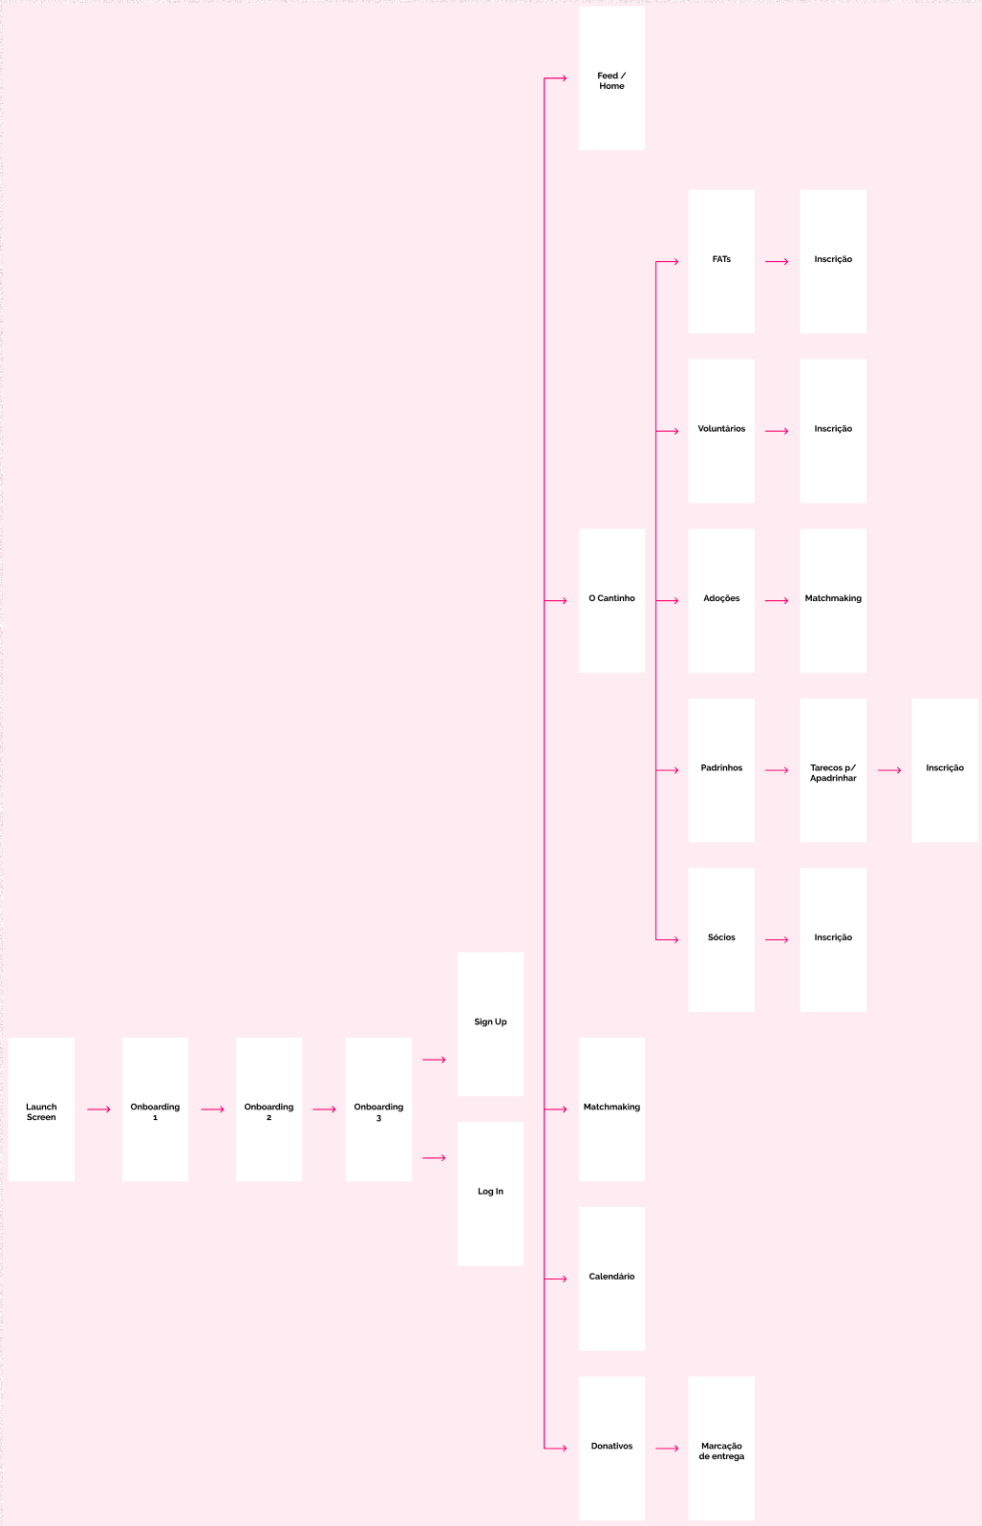 Feed /
Home
FATs
Inscrição
Voluntários
Inscrição
O Cantinho
Adoções
Matchmaking
Padrinhos
Tarecos p/
Apadrinhar
Inscrição
Sócios
Inscrição
Sign Up
Launch
Screen
Onboarding
1
Onboarding
2
Onboarding
3
Matchmaking
Log In
Calendário
Donativos
Marcação
de entrega